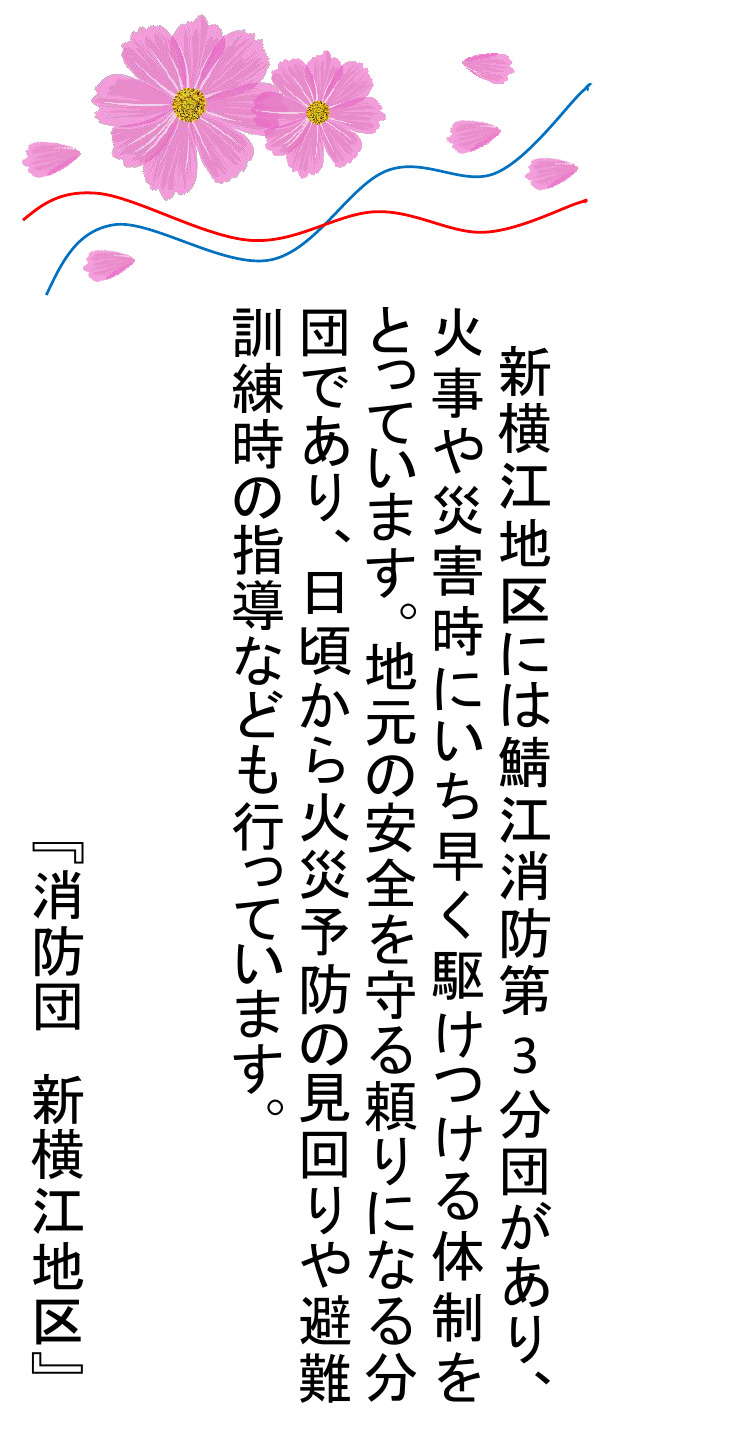 新横江地区には鯖江消防第3分団があり、
火事や災害時にいち早く駆けつける体制を
とっています。地元の安全を守る頼りになる分
団であり、日頃から火災予防の見回りや避難
訓練時の指導なども行っています。
『消防団　新横江地区』